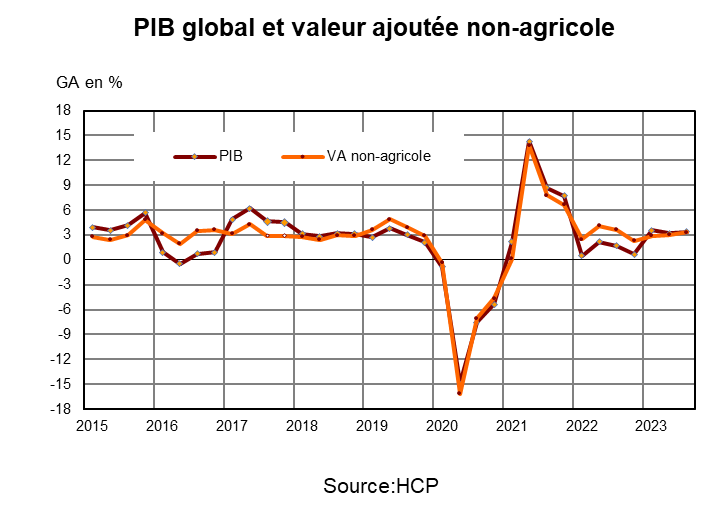 PIB global et valeur ajoutée non-agricole
GA en %
18
15
12
9
6
3
0
-3
-6
-9
-12
-15
-18
PIB VA non-agricole
2015 2016 2017 2018 2019 2020 2021 2022 2023
Source:HCP